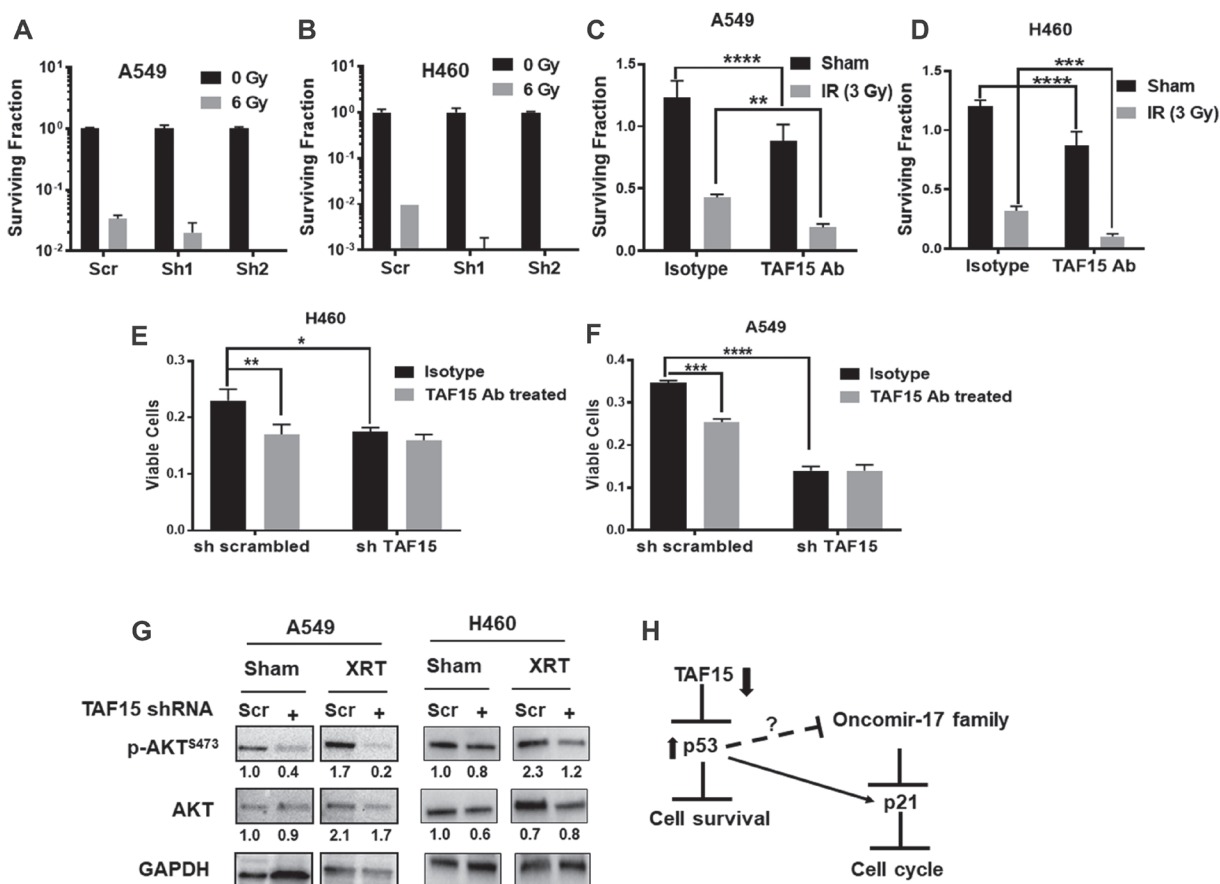 A
A549
0 Gy
6 Gy
Surviving Fraction
10¹
10⁰
10⁻¹
10⁻²
Scr Sh1 Sh2
B
H460
0 Gy
6 Gy
Surviving Fraction
10¹
10⁰
10⁻¹
10⁻²
10⁻³
Scr Sh1 Sh2
C
A549
Sham
IR (3 Gy)
****
**
Surviving Fraction
1.5
1.0
0.5
0.0
Isotype TAF15 Ab
D
H460
Sham
IR (3 Gy)
***
****
Surviving Fraction
1.5
1.0
0.5
0.0
Isotype TAF15 Ab
E
H460
*
**
Isotype
TAF15 Ab treated
Viable Cells
0.3
0.2
0.1
0.0
sh scrambled sh TAF15
F
A549
****
***
Isotype
TAF15 Ab treated
Viable Cells
0.4
0.3
0.2
0.1
0.0
sh scrambled sh TAF15
G
A549 H460
Sham XRT Sham XRT
TAF15 shRNA Scr + Scr + Scr + Scr +
p-AKTS473
1.0 0.4 1.7 0.2 1.0 0.8 2.3 1.2
AKT
1.0 0.9 2.1 1.7 1.0 0.6 0.7 0.8
GAPDH
H
TAF15
? Oncomir-17 family
p53
p21
Cell survival
Cell cycle